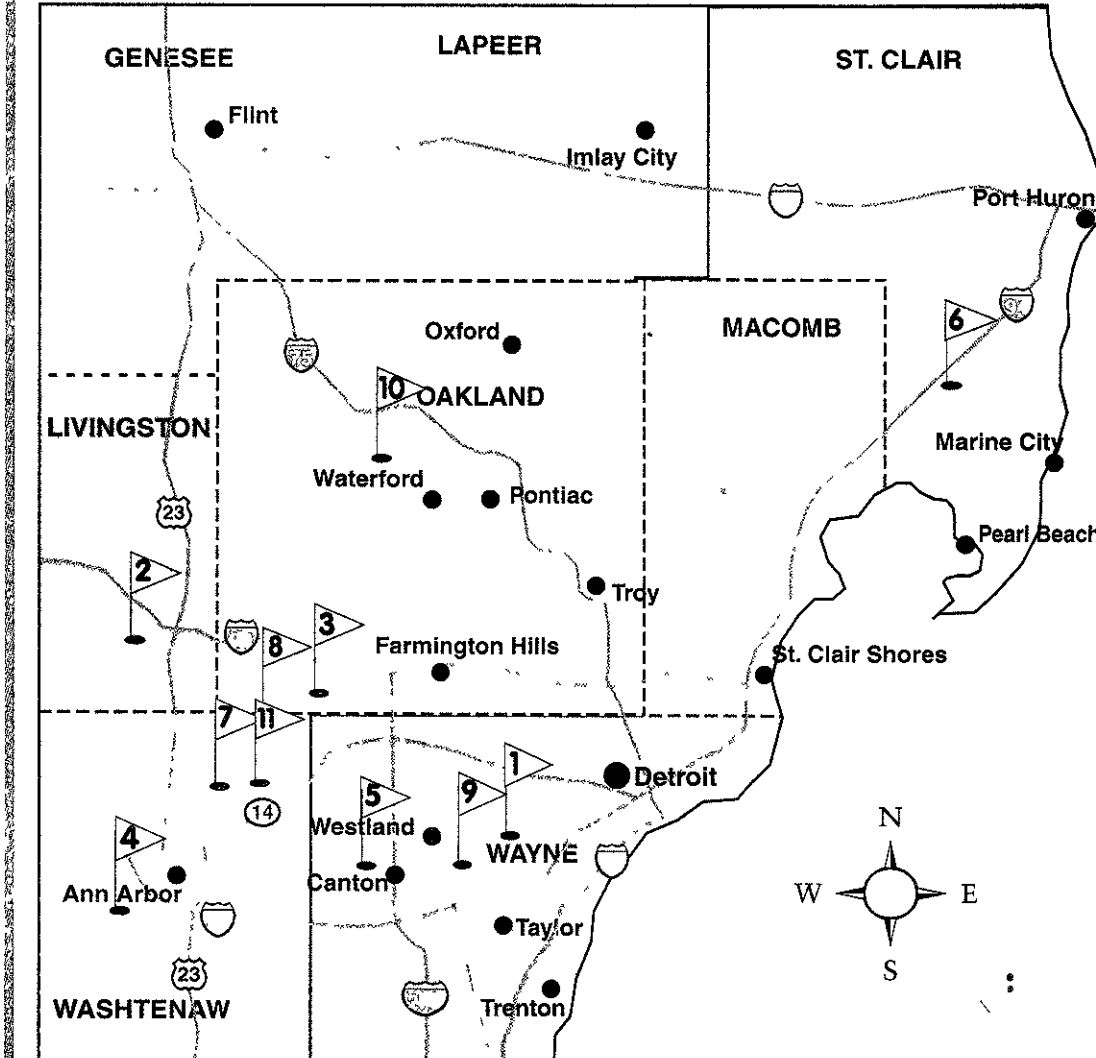 GENESEE
LAPEER
ST. CLAIR
Flint
Imlay City
Port Huron
Oxford
MACOMB
6
10
OAKLAND
LIVINGSTON
Marine City
Waterford
Pontiac
23
Pearl Beach
2
Troy
3
8
Farmington Hills
St. Clair Shores
7
11
1
Detroit
9
5
14
4
Westland
WAYNE
Ann Arbor
Canton
Taylor
23
WASHTENAW
Trenton
N
W
E
S